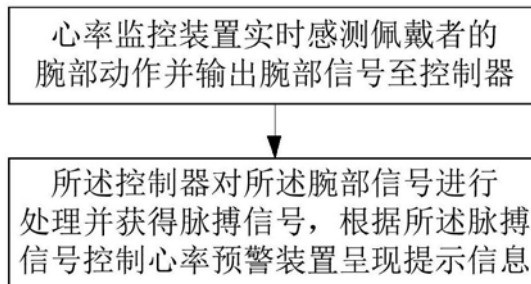 心率监控装置实时感测佩戴者的
腕部动作并输出腕部信号至控制器
所述控制器对所述腕部信号进行
处理并获得脉搏信号，根据所述脉搏
信号控制心率预警装置呈现提示信息